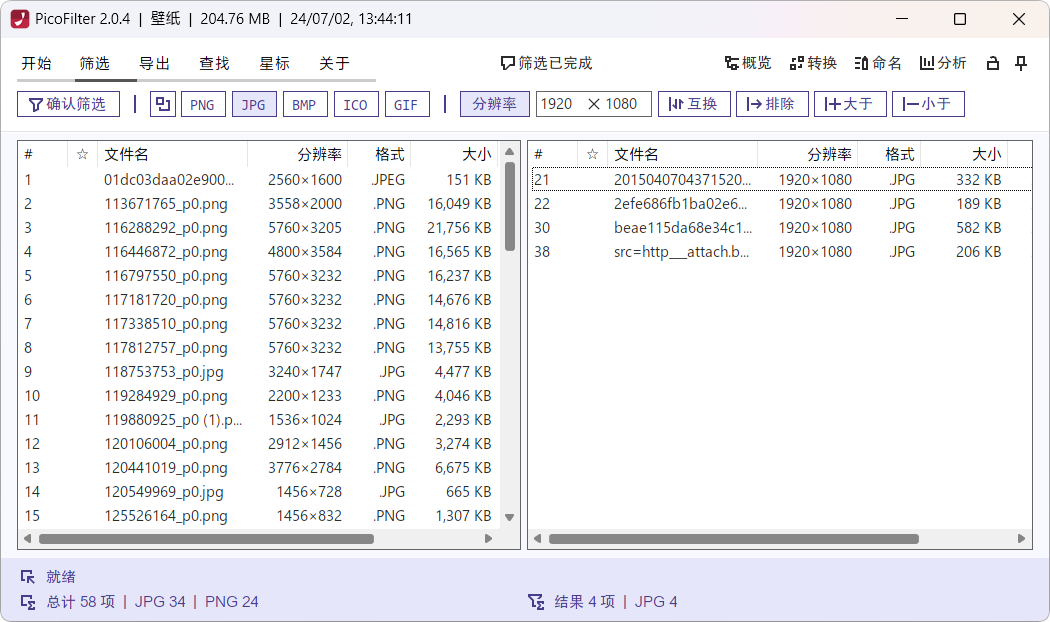 PicoFilter 2.0.4 | 壁纸 | 204.76 MB | 24/07/02, 13:44:11
开始 筛选 导出 查找 星标 关于 筛选已完成 概览 转换 命名 分析
确认筛选 | PNG JPG BMP ICO GIF | 分辨率 1920 × 1080 互换 排除 大于 小于
# ☆ 文件名 分辨率 格式 大小
1 01dc03daa02e900... 2560×1600 .JPEG 151 KB
2 113671765_p0.png 3558×2000 .PNG 16,049 KB
3 116288292_p0.png 5760×3205 .PNG 21,756 KB
4 116446872_p0.png 4800×3584 .PNG 16,565 KB
5 116797550_p0.png 5760×3232 .PNG 16,237 KB
6 117181720_p0.png 5760×3232 .PNG 14,676 KB
7 117338510_p0.png 5760×3232 .PNG 14,816 KB
8 117812757_p0.png 5760×3232 .PNG 13,755 KB
9 118753753_p0.jpg 3240×1747 .JPG 4,477 KB
10 119284929_p0.png 2200×1233 .PNG 4,046 KB
11 119880925_p0 (1).p... 1536×1024 .JPG 2,293 KB
12 120106004_p0.png 2912×1456 .PNG 3,274 KB
13 120441019_p0.png 3776×2784 .PNG 6,675 KB
14 120549969_p0.jpg 1456×728 .JPG 665 KB
15 125526164_p0.png 1456×832 .PNG 1,307 KB
# ☆ 文件名 分辨率 格式 大小
21 2015040704371520... 1920×1080 .JPG 332 KB
22 2efe686fb1ba02e6... 1920×1080 .JPG 189 KB
30 beae115da68e34c1... 1920×1080 .JPG 582 KB
38 src=http___attach.b... 1920×1080 .JPG 206 KB
就绪
总计 58 项 | JPG 34 | PNG 24
结果 4 项 | JPG 4